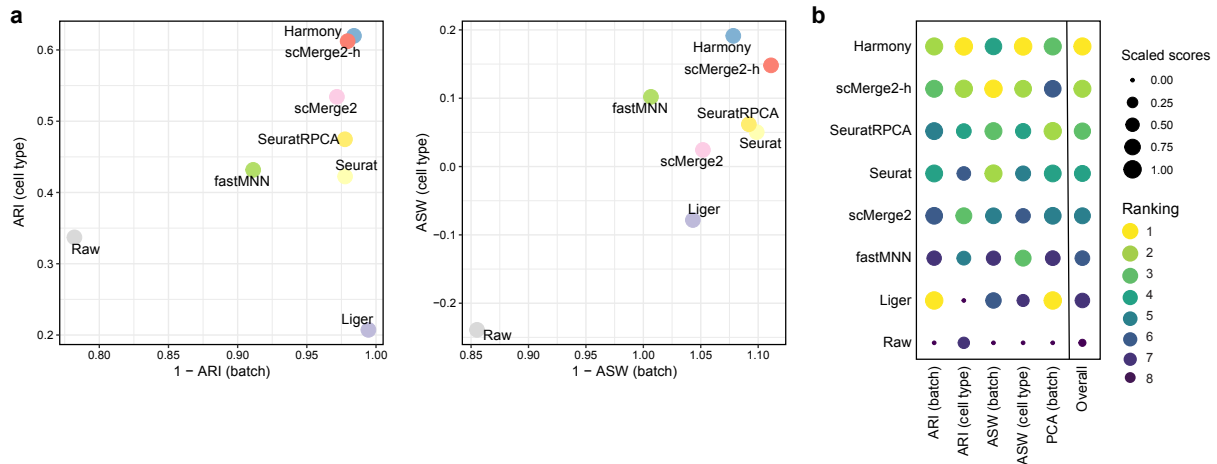 a
ARI (cell type)
0.6
0.5
0.4
0.3
0.2
Harmony
scMerge2-h
scMerge2
SeuratRPCA
Seurat
fastMNN
Raw
Liger
0.80
0.85
0.90
0.95
1.00
1 − ARI (batch)
ASW (cell type)
0.2
0.1
0.0
−0.1
−0.2
Harmony
scMerge2-h
fastMNN
SeuratRPCA
Seurat
scMerge2
Liger
Raw
0.85
0.90
0.95
1.00
1.05
1.10
1 − ASW (batch)
b
Harmony
scMerge2-h
SeuratRPCA
Seurat
scMerge2
fastMNN
Liger
Raw
ARI (batch)
ARI (cell type)
ASW (batch)
ASW (cell type)
PCA (batch)
Overall
Scaled scores
0.00
0.25
0.50
0.75
1.00
Ranking
1
2
3
4
5
6
7
8